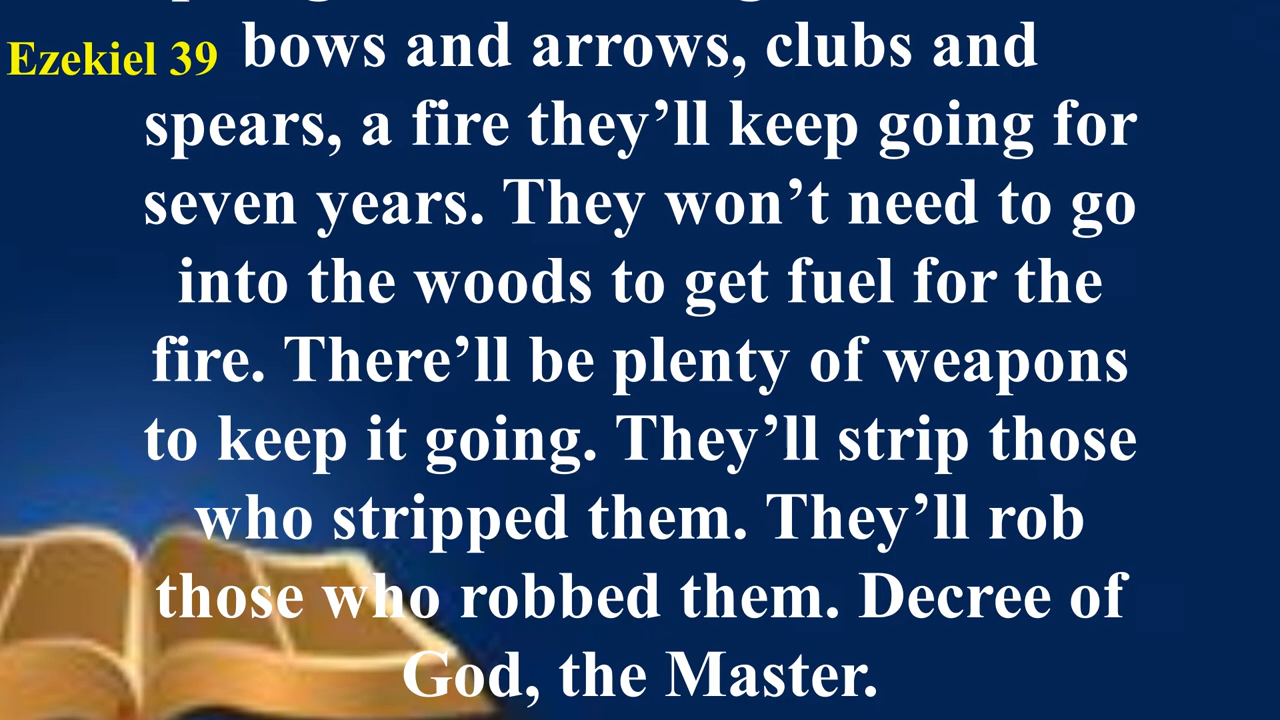 Ezekiel 39
bows and arrows, clubs and
spears, a fire they’ll keep going for
seven years. They won’t need to go
into the woods to get fuel for the
fire. There’ll be plenty of weapons
to keep it going. They’ll strip those
who stripped them. They’ll rob
those who robbed them. Decree of
God, the Master.